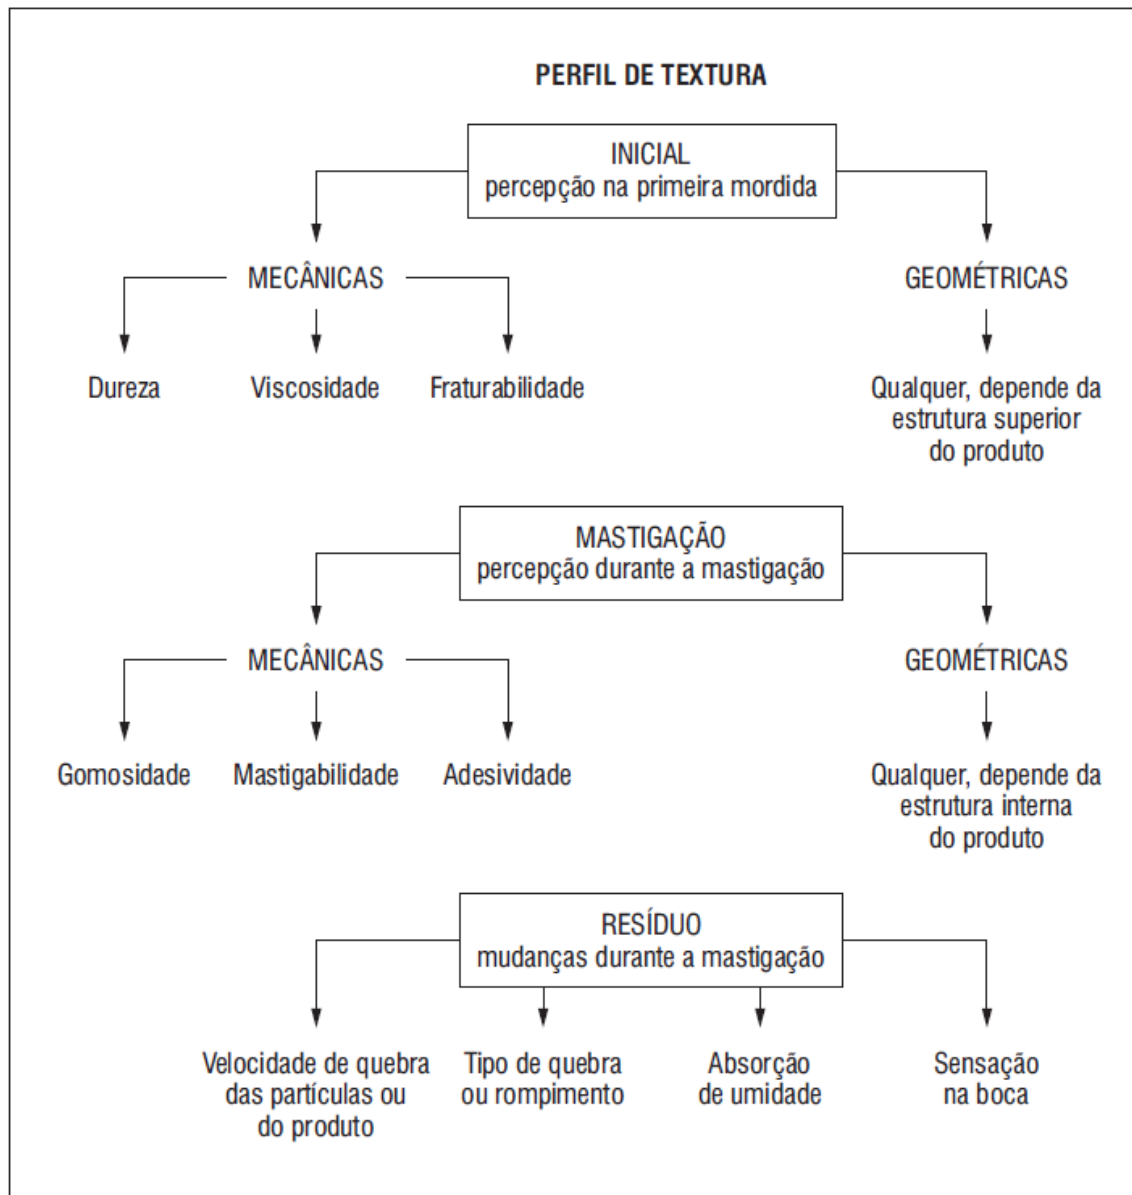 PERFIL DE TEXTURA
INICIAL
percepção na primeira mordida
MECÂNICAS
GEOMÉTRICAS
Dureza
Viscosidade
Fraturabilidade
Qualquer, depende da
estrutura superior
do produto
MASTIGAÇÃO
percepção durante a mastigação
MECÂNICAS
GEOMÉTRICAS
Gomosidade
Mastigabilidade
Adesividade
Qualquer, depende da
estrutura interna
do produto
RESÍDUO
mudanças durante a mastigação
Velocidade de quebra
das partículas ou
do produto
Tipo de quebra
ou rompimento
Absorção
de umidade
Sensação
na boca